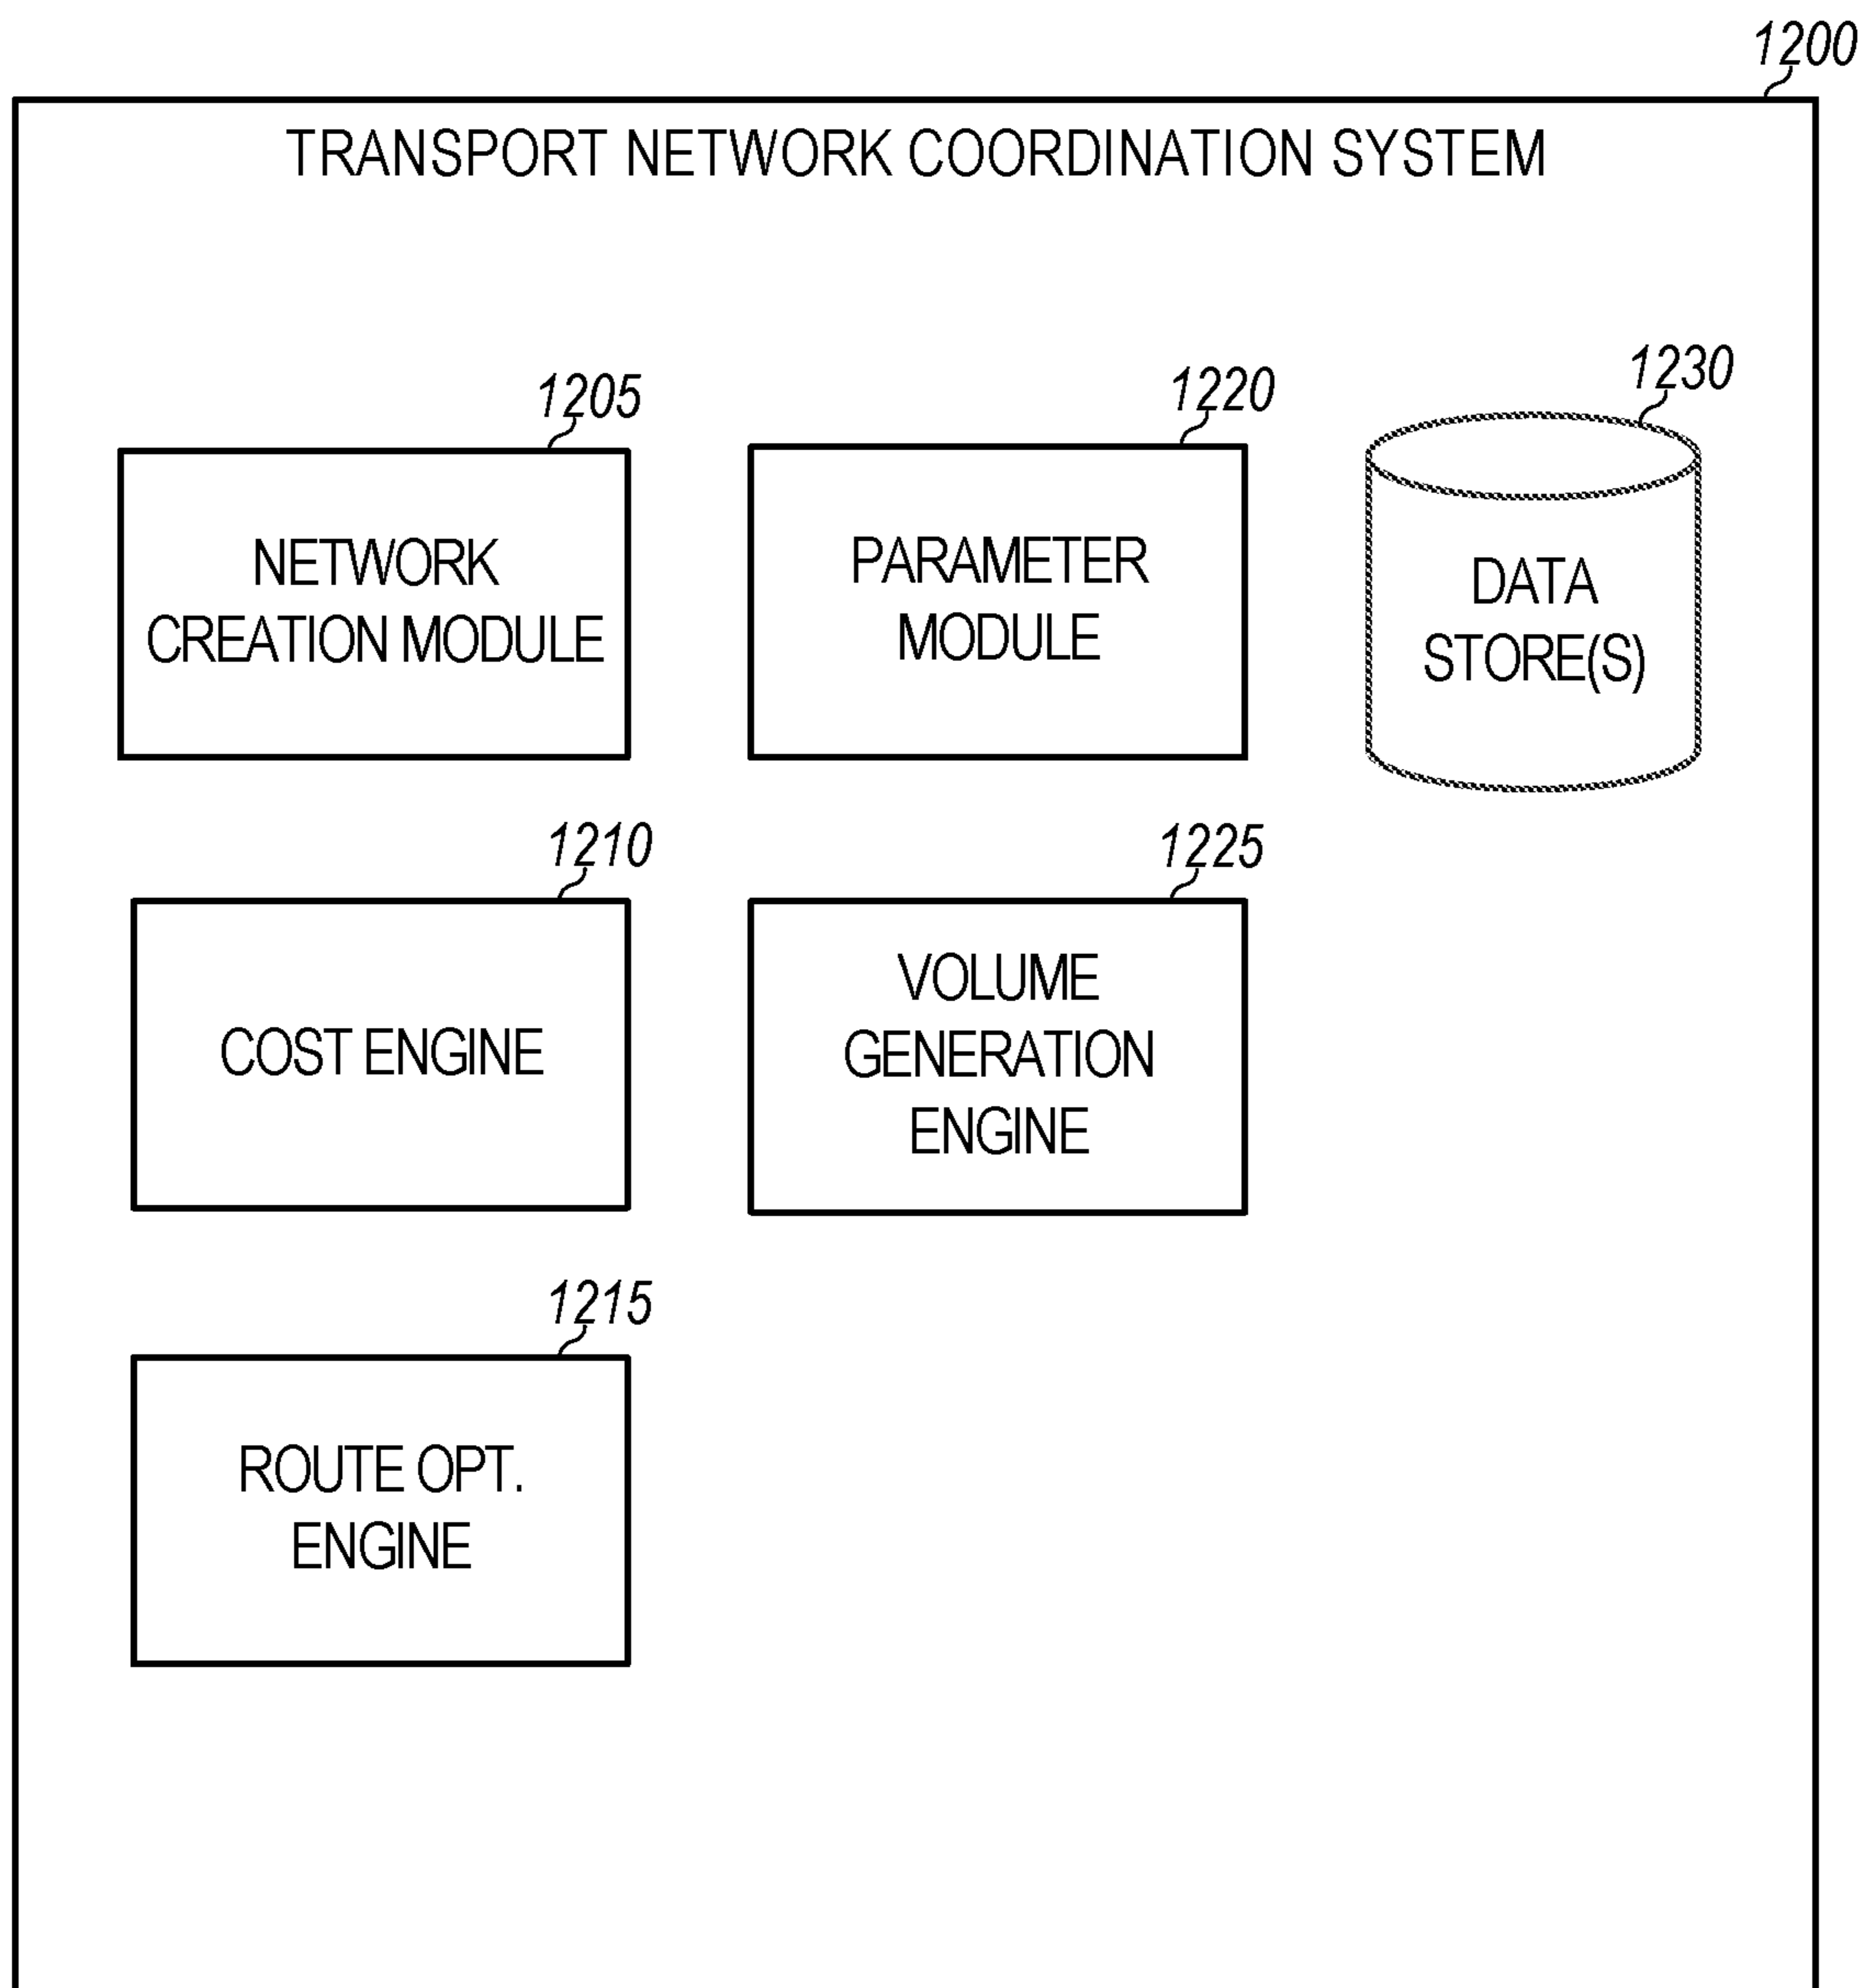 1200
TRANSPORT NETWORK COORDINATION SYSTEM
1205
NETWORK
CREATION MODULE
1220
PARAMETER
MODULE
1230
DATA
STORE(S)
1210
COST ENGINE
1225
VOLUME
GENERATION
ENGINE
1215
ROUTE OPT.
ENGINE